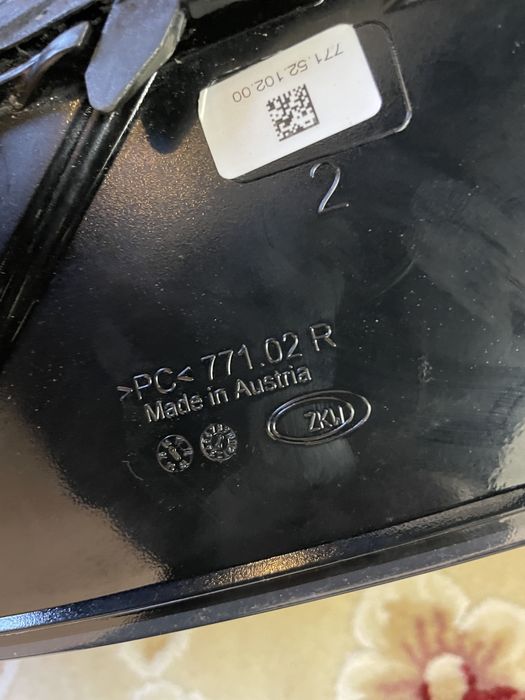 771.52.102.00
2
>PC< 771.02 R
Made in Austria
ZKW